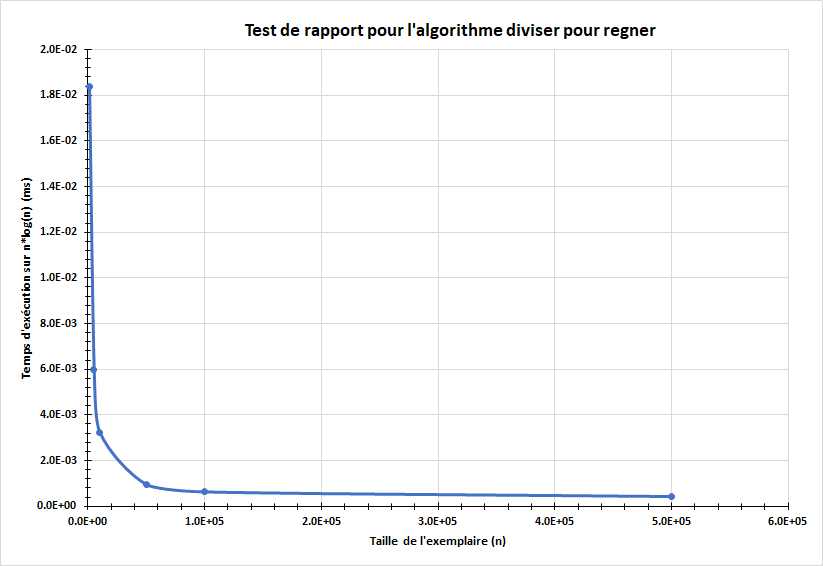 Test de rapport pour l'algorithme diviser pour regner
2.0E-02
1.8E-02
1.6E-02
1.4E-02
1.2E-02
1.0E-02
8.0E-03
6.0E-03
4.0E-03
2.0E-03
0.0E+00
Temps d'exécution sur n*log(n) (ms)
0.0E+00 1.0E+05 2.0E+05 3.0E+05 4.0E+05 5.0E+05 6.0E+05
Taille de l'exemplaire (n)